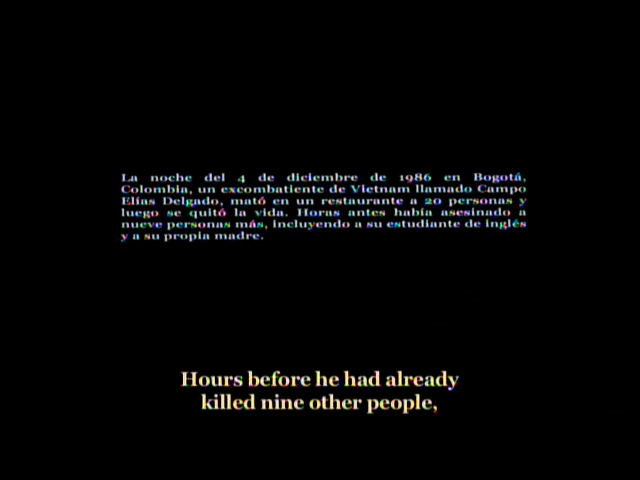 La noche del 4 de diciembre de 1986 en Bogotá,
Colombia, un excombatiente de Vietnam llamado Campo
Elías Delgado, mató en un restaurante a 20 personas y
luego se quitó la vida. Horas antes había asesinado a
nueve personas más, incluyendo a su estudiante de inglés
y a su propia madre.
Hours before he had already
killed nine other people,